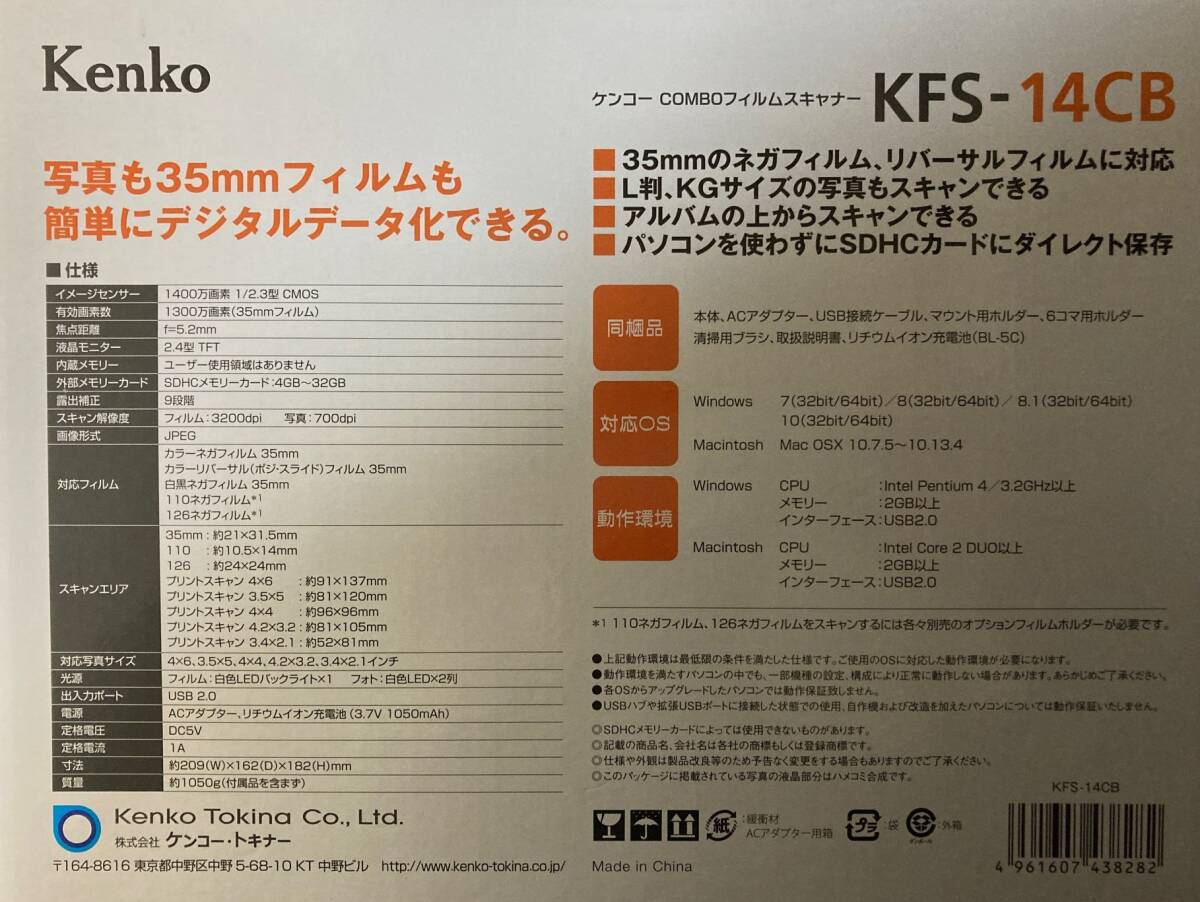 Kenko
写真も35mmフィルムも
簡単にデジタルデータ化できる。
■仕様
イメージセンサー 1400万画素 1/2.3型 CMOS
有効画素数 1300万画素(35mmフィルム)
焦点距離 f=5.2mm
液晶モニター 2.4型 TFT
内蔵メモリー ユーザー使用領域はありません
外部メモリーカード SDHCメモリーカード:4GB〜32GB
露出補正 9段階
スキャン解像度 フィルム:3200dpi 写真:700dpi
画像形式 JPEG
対応フィルム カラーネガフィルム 35mm
カラーリバーサル(ポジ・スライド)フィルム 35mm
白黒ネガフィルム 35mm
110ネガフィルム*1
126ネガフィルム*1
スキャンエリア 35mm:約21×31.5mm
110 :約10.5×14mm
126 :約24×24mm
プリントスキャン 4×6 :約91×137mm
プリントスキャン 3.5×5 :約81×120mm
プリントスキャン 4×4 :約96×96mm
プリントスキャン 4.2×3.2:約81×105mm
プリントスキャン 3.4×2.1:約52×81mm
対応写真サイズ 4×6、3.5×5、4×4、4.2×3.2、3.4×2.1インチ
光源 フィルム:白色LEDバックライト×1 フォト:白色LED×2列
出入力ポート USB 2.0
電源 ACアダプター、リチウムイオン充電池(3.7V 1050mAh)
定格電圧 DC5V
定格電流 1A
寸法 約209(W)×162(D)×182(H)mm
質量 約1050g(付属品を含まず)
Kenko Tokina Co., Ltd.
株式会社 ケンコー・トキナー
〒164-8616 東京都中野区中野 5-68-10 KT 中野ビル http://www.kenko-tokina.co.jp/
ケンコー COMBOフィルムスキャナー KFS-14CB
■35mmのネガフィルム、リバーサルフィルムに対応
■L判、KGサイズの写真もスキャンできる
■アルバムの上からスキャンできる
■パソコンを使わずにSDHCカードにダイレクト保存
同梱品 本体、ACアダプター、USB接続ケーブル、マウント用ホルダー、6コマ用ホルダー
清掃用ブラシ、取扱説明書、リチウムイオン充電池(BL-5C)
対応OS Windows 7(32bit/64bit)/8(32bit/64bit)/8.1(32bit/64bit)
10(32bit/64bit)
Macintosh Mac OSX 10.7.5〜10.13.4
動作環境 Windows CPU :Intel Pentium 4/3.2GHz以上
メモリー :2GB以上
インターフェース:USB2.0
Macintosh CPU :Intel Core 2 DUO以上
メモリー :2GB以上
インターフェース:USB2.0
*1 110ネガフィルム、126ネガフィルムをスキャンするには各々別売のオプションフィルムホルダーが必要です。
●上記動作環境は最低限の条件を満たした仕様です。ご使用のOSに対応した動作環境が必要になります。
●動作環境を満たすパソコンの中でも、一部機種の設定、構成により正常に動作しない場合があります。あらかじめご了承ください。
●各OSからアップグレードしたパソコンでは動作保証致しません。
●USBハブや拡張USBポートに接続した状態での使用、自作機および改造を加えたパソコンについては動作保証いたしません。
◎SDHCメモリーカードによっては使用できないものがあります。
◎記載の商品名、会社名は各社の商標もしくは登録商標です。
◎仕様や外観は製品改良等のため予告なく変更をする場合もありますのでご了承ください。
◎このパッケージに掲載されている写真の液晶部分はハメコミ合成です。
KFS-14CB
紙 :緩衝材
ACアダプター用箱
プラ :袋
ダンボール :外箱
Made in China
4 961607 438282